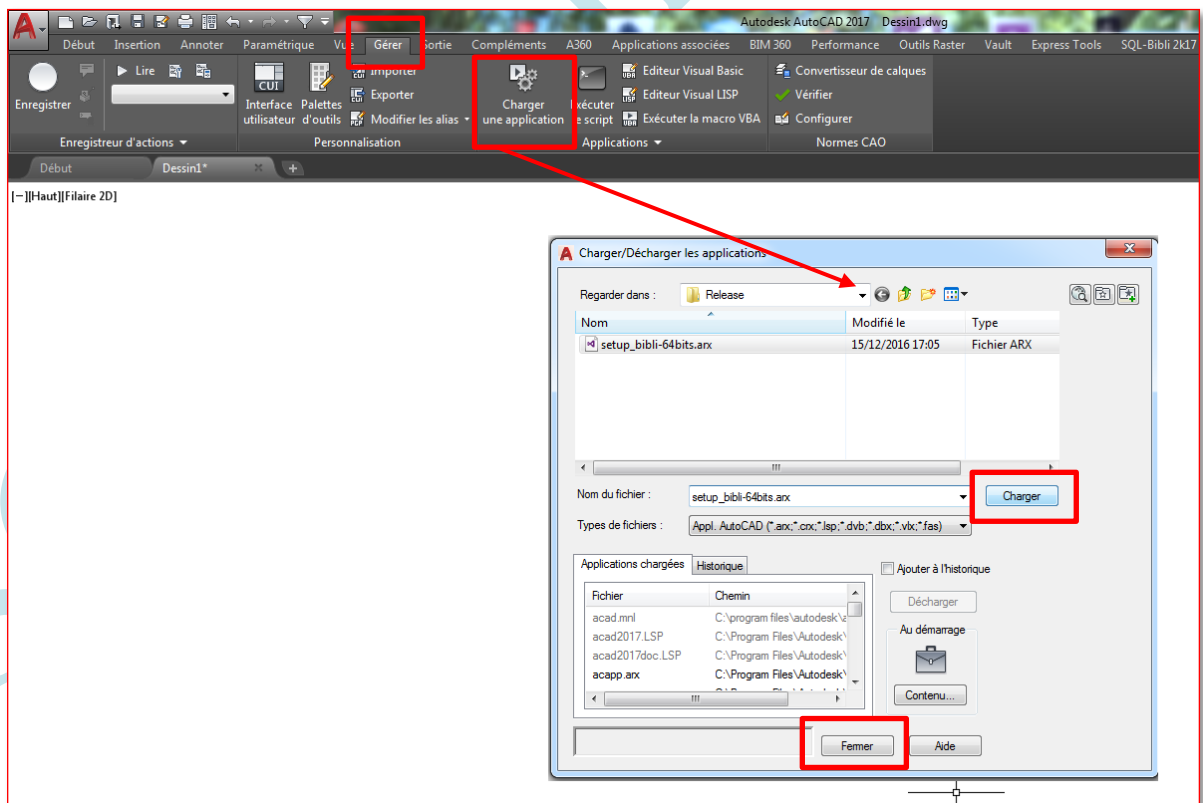 Autodesk AutoCAD 2017 Dessin1.dwg
Début Insertion Annoter Paramétrique Vue Gérer Sortie Compléments A360 Applications associées BIM 360 Performance Outils Raster Vault Express Tools SQL-Bibli 2k17
Enregistrer
Lire
Enregistreur d'actions
CUI
Interface utilisateur
Palettes d'outils
Importer
Exporter
Modifier les alias
Personnalisation
Charger
une application
Exécuter
le script
Editeur Visual Basic
Editeur Visual LISP
Exécuter la macro VBA
Applications
Convertisseur de calques
Vérifier
Configurer
Normes CAO
Début Dessin1*
[−][Haut][Filaire 2D]
Charger/Décharger les applications
Regarder dans : Release
Nom Modifié le Type
setup_bibli-64bits.arx 15/12/2016 17:05 Fichier ARX
Nom du fichier : setup_bibli-64bits.arx Charger
Types de fichiers : Appl. AutoCAD (*.arx;*.crx;*.lsp;*.dvb;*.dbx;*.vlx;*.fas)
Applications chargées Historique
Ajouter à l'historique
Fichier Chemin
acad.mnl C:\program files\autodesk\a
acad2017.LSP C:\Program Files\Autodesk\
acad2017doc.LSP C:\Program Files\Autodesk\
acapp.arx C:\Program Files\Autodesk\
Décharger
Au démarrage
Contenu...
Fermer Aide